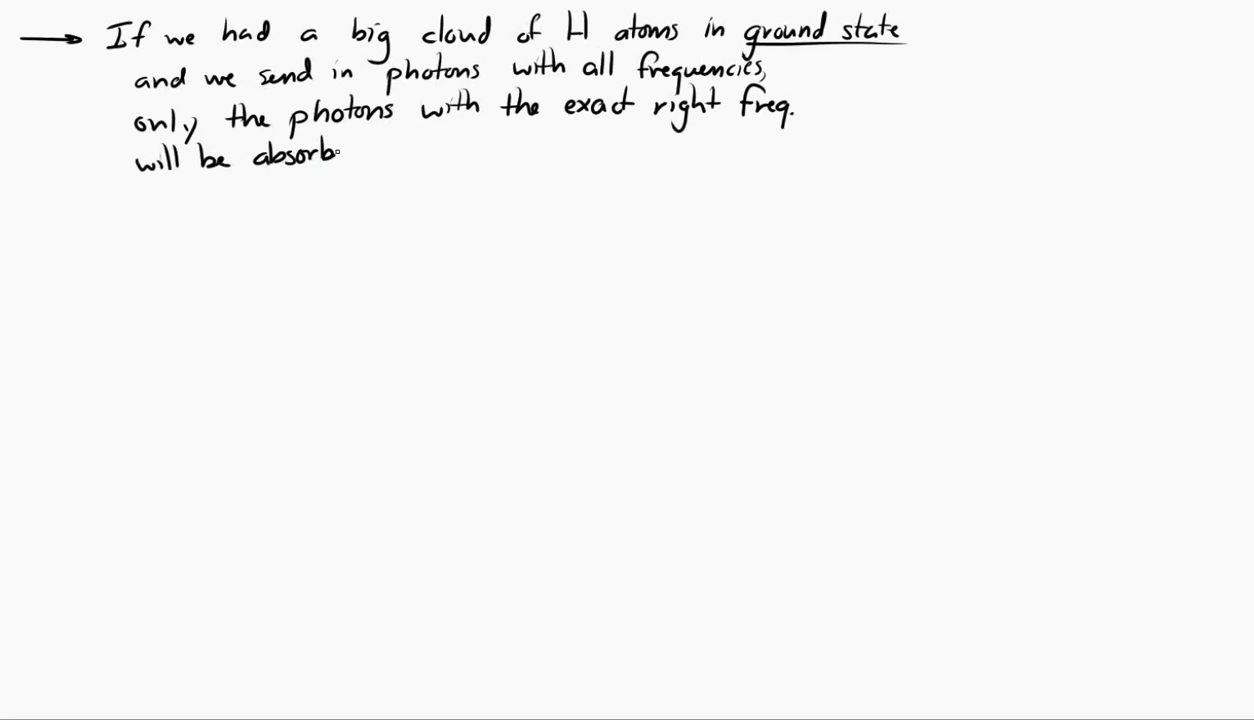 → If we had a big cloud of H atoms in ground state
and we send in photons with all frequencies,
only the photons with the exact right freq.
will be absorb